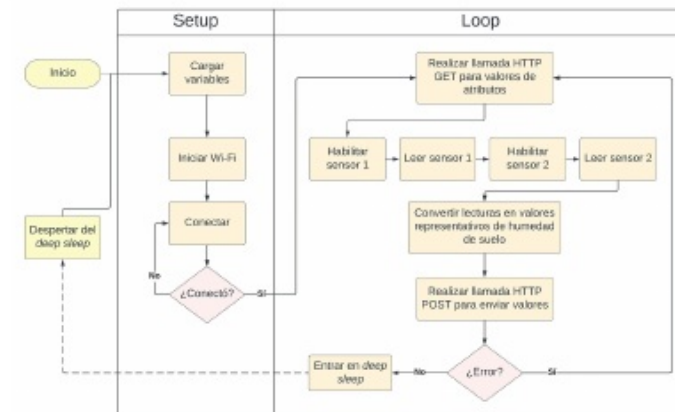 Setup
Loop
Inicio
Cargar
variables
Iniciar Wi-Fi
Conectar
No
¿Conectó?
Sí
Despertar del
deep sleep
Realizar llamada HTTP
GET para valores de
atributos
Habilitar
sensor 1
Leer sensor 1
Habilitar
sensor 2
Leer sensor 2
Convertir lecturas en valores
representativos de humedad
de suelo
Realizar llamada HTTP
POST para enviar valores
Entrar en deep
sleep
No
¿Error?
Sí